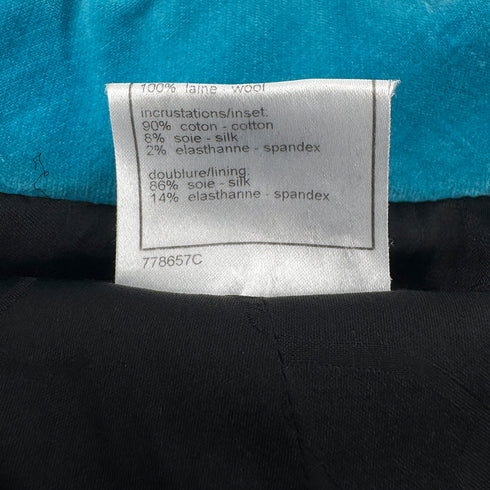 100% laine - wool
incrustations/inset:
90% coton - cotton
8% soie - silk
2% elasthanne - spandex
doublure/lining:
86% soie - silk
14% elasthanne - spandex
778657C